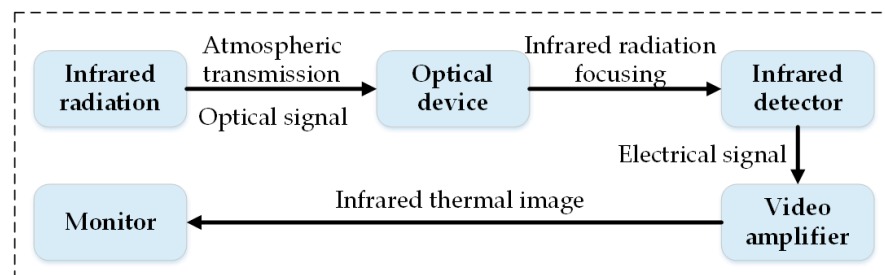 Infrared
radiation
Atmospheric
transmission
Optical signal
Optical
device
Infrared radiation
focusing
Infrared
detector
Electrical signal
Video
amplifier
Infrared thermal image
Monitor